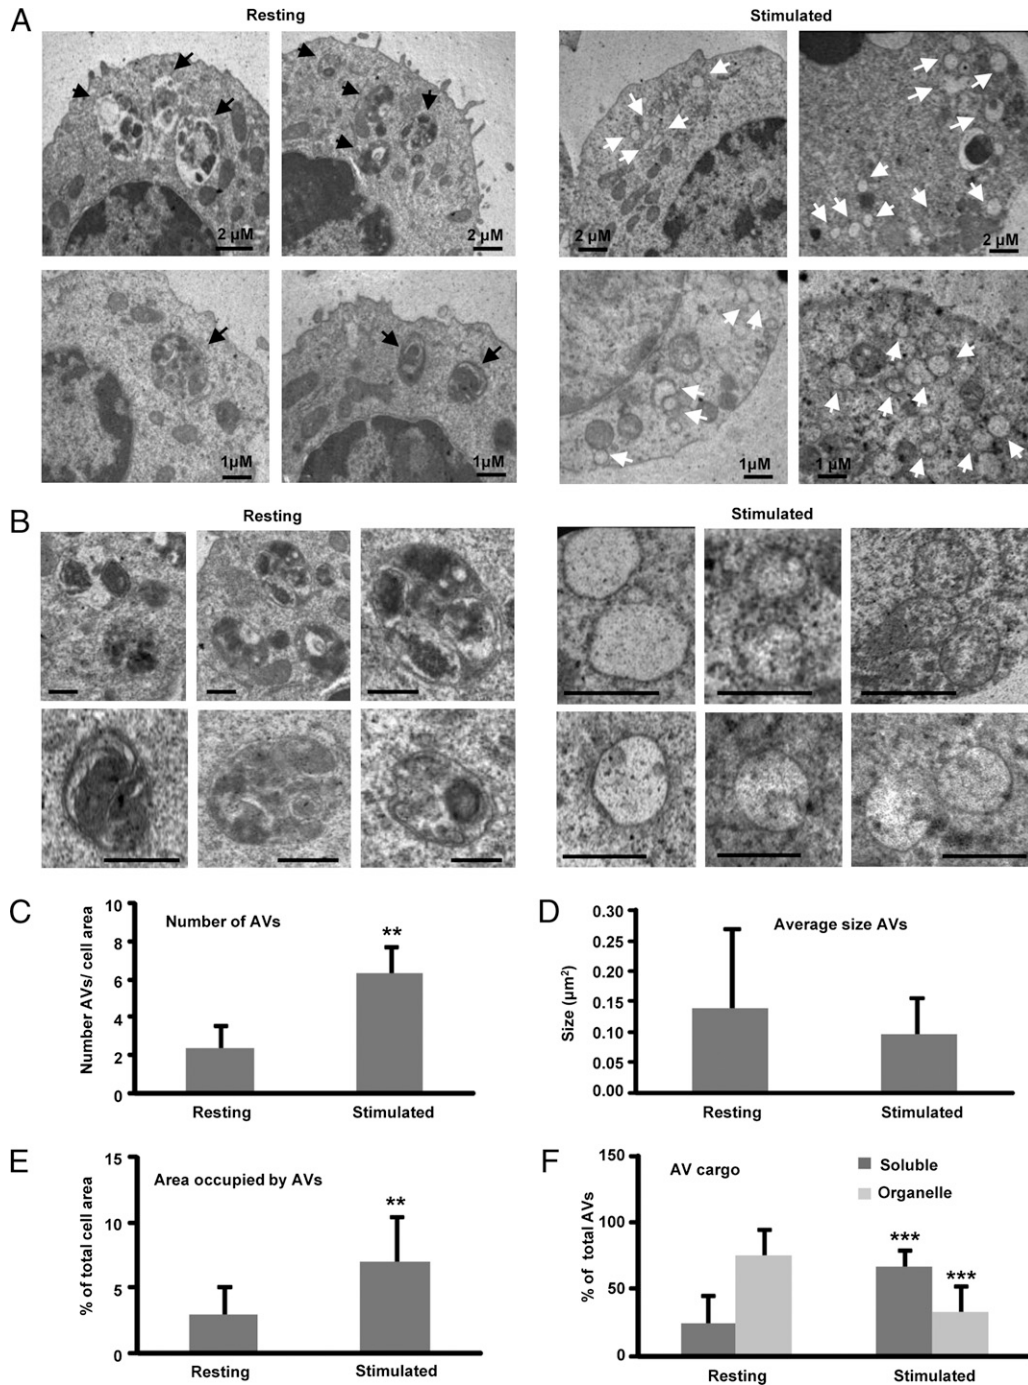 A
Resting
Stimulated
2 µM
2 µM
2 µM
2 µM
1µM
1µM
1µM
1 µM
B
Resting
Stimulated
C
Number of AVs
Number AVs/ cell area
10
8
6
4
2
0
**
Resting
Stimulated
D
Average size AVs
Size (µm²)
0.30
0.25
0.20
0.15
0.10
0.05
0.00
Resting
Stimulated
E
Area occupied by AVs
% of total cell area
15
10
5
0
**
Resting
Stimulated
F
AV cargo
% of total AVs
150
100
50
0
Soluble
Organelle
***
***
Resting
Stimulated